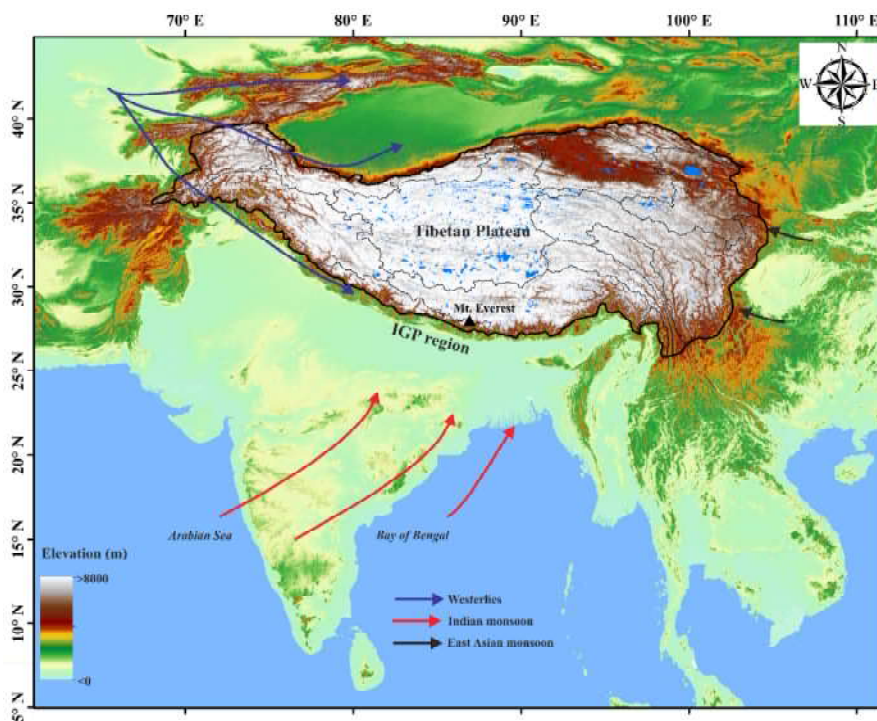 70° E 80° E 90° E 100° E 110° E
N
W E
S
40° N
35° N
Tibetan Plateau
30° N
Mt. Everest
IGP region
25° N
20° N
Arabian Sea Bay of Bengal
15° N
Elevation (m)
>8000
Westerlies
10° N
Indian monsoon
East Asian monsoon
<0
5° N